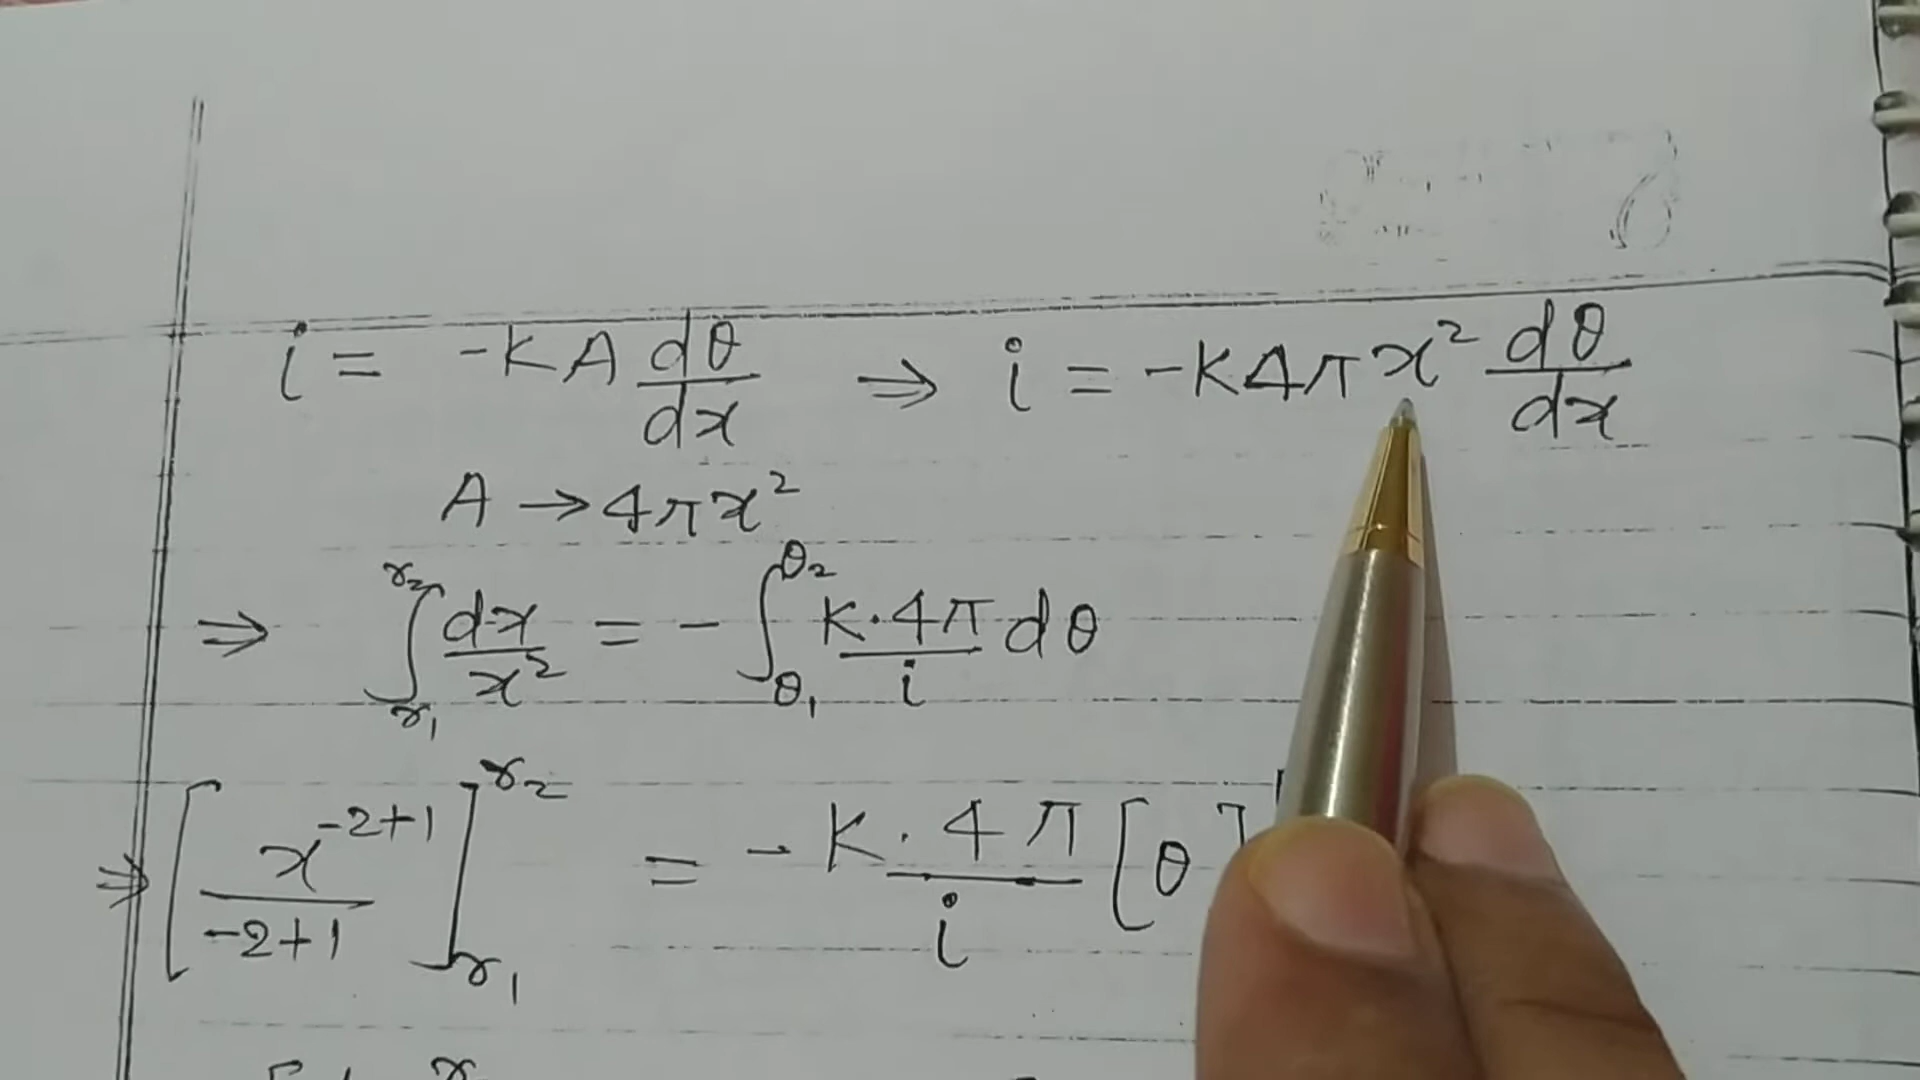 i = -KA dθ/dx ⇒ i = -K4πx² dθ/dx
A → 4πx²
⇒ ∫_{r₁}^{r₂} dx/x² = -∫_{θ₁}^{θ₂} K·4π/i dθ
⇒ [x^{-2+1}/-2+1]_{r₁}^{r₂} = -K·4π/i [θ]